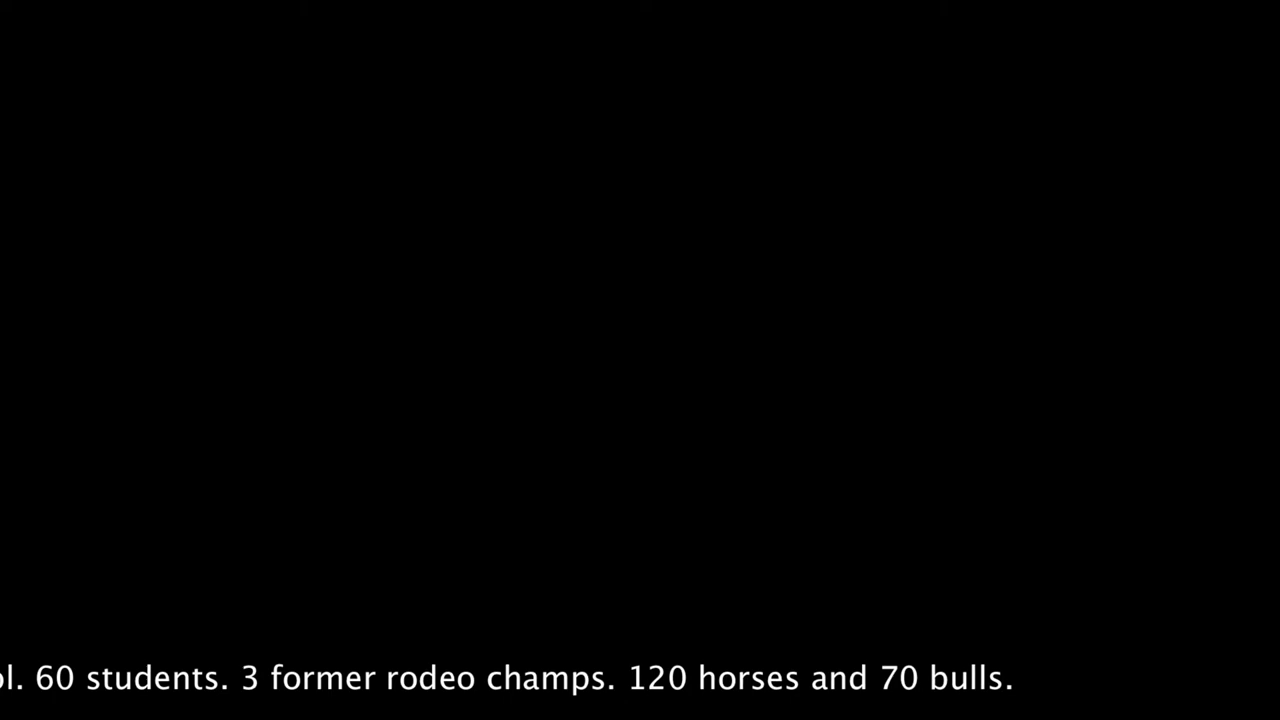 60 students. 3 former rodeo champs. 120 horses and 70 bulls.